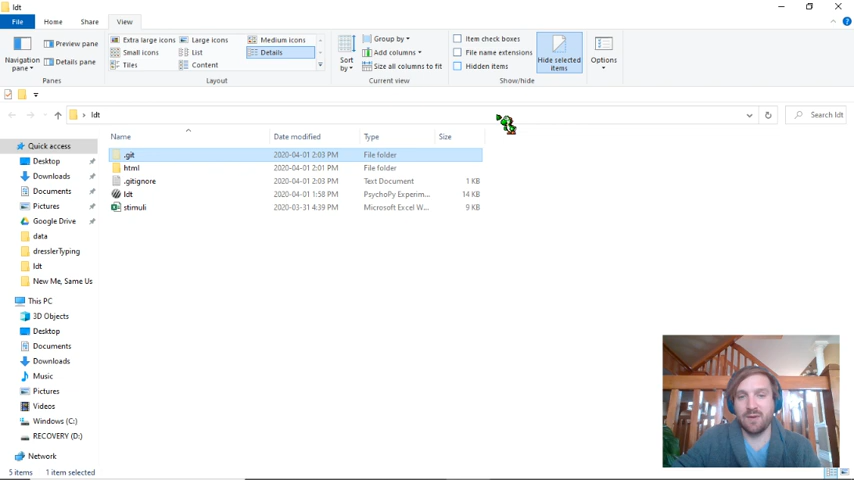 ldt
File Home Share View
Navigation pane
Preview pane
Details pane
Panes
Extra large icons Large icons Medium icons
Small icons List Details
Tiles Content
Layout
Sort by
Group by
Add columns
Size all columns to fit
Current view
Item check boxes
File name extensions
Hidden items
Hide selected items
Show/hide
Options
ldt
Search ldt
Name Date modified Type Size
.git 2020-04-01 2:03 PM File folder
html 2020-04-01 2:01 PM File folder
.gitignore 2020-04-01 2:03 PM Text Document 1 KB
ldt 2020-04-01 1:58 PM PsychoPy Experim... 14 KB
stimuli 2020-03-31 4:39 PM Microsoft Excel W... 9 KB
Quick access
Desktop
Downloads
Documents
Pictures
Google Drive
data
dresslerTyping
ldt
New Me, Same Us
This PC
3D Objects
Desktop
Documents
Downloads
Music
Pictures
Videos
Windows (C:)
RECOVERY (D:)
Network
5 items 1 item selected